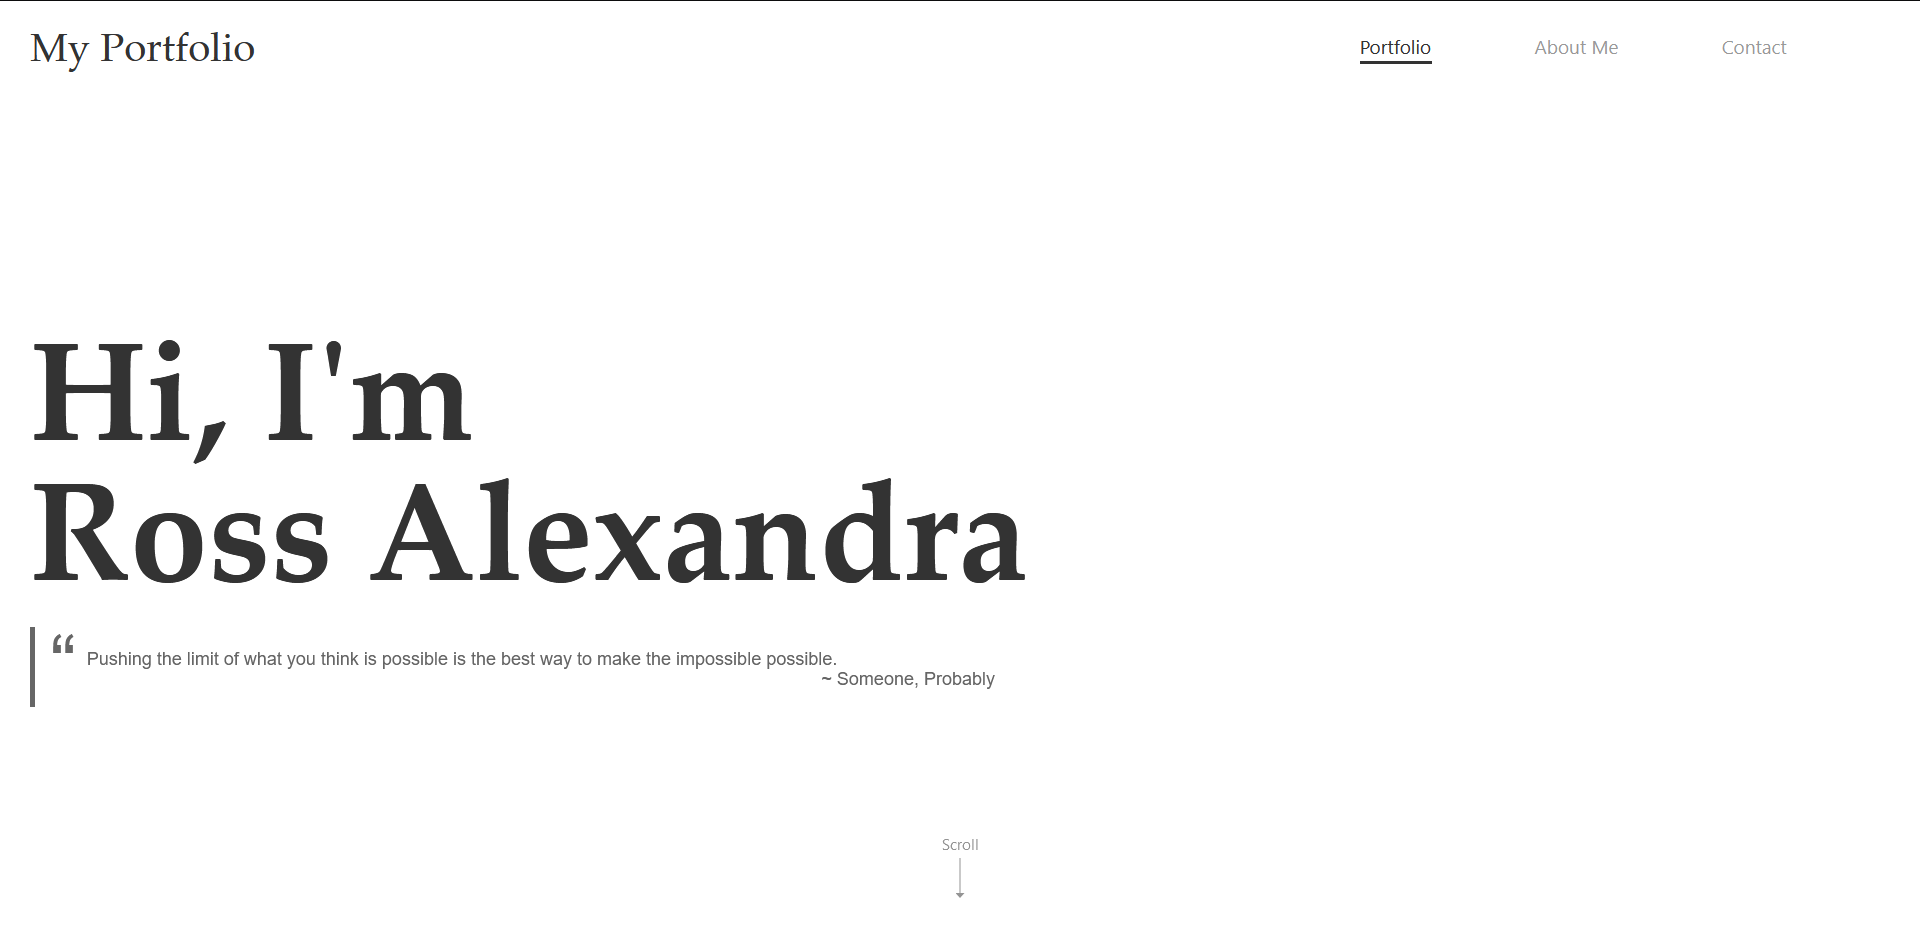 My Portfolio
Portfolio
About Me
Contact
Hi, I'm
Ross Alexandra
“ Pushing the limit of what you think is possible is the best way to make the impossible possible.
~ Someone, Probably
Scroll